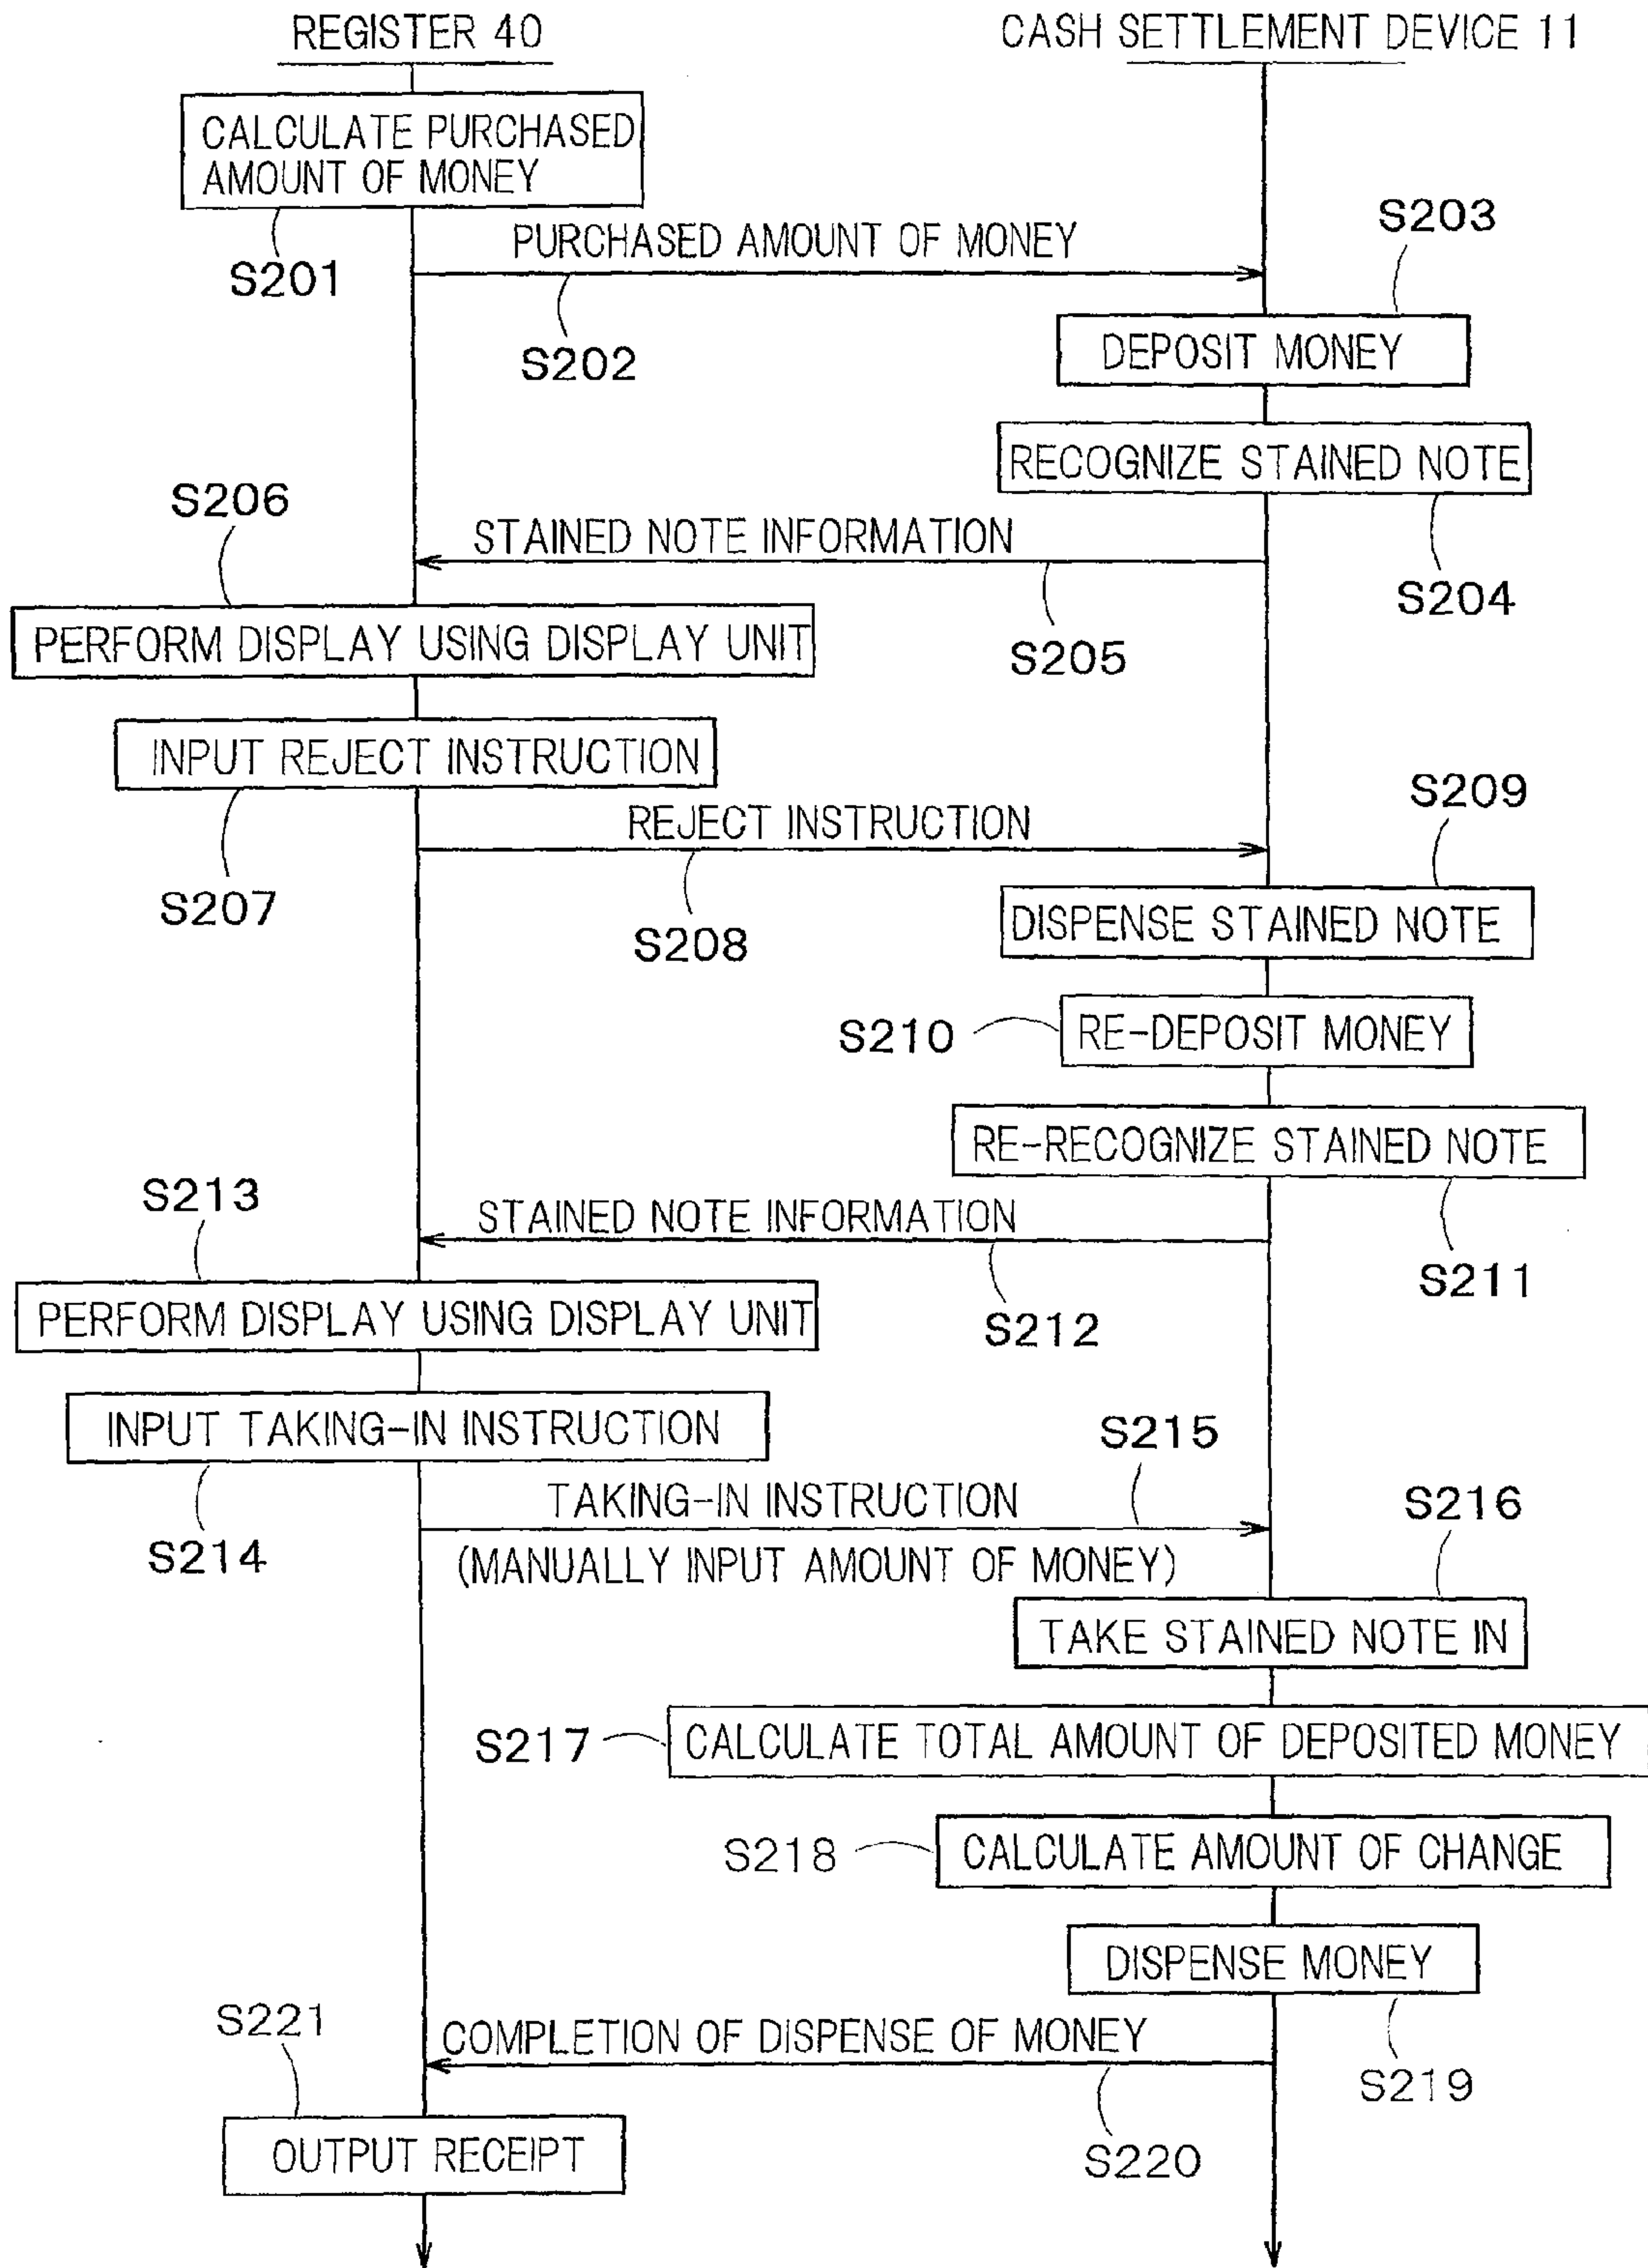 REGISTER 40
CASH SETTLEMENT DEVICE 11
CALCULATE PURCHASED
AMOUNT OF MONEY
S201
PURCHASED AMOUNT OF MONEY
S202
S203
DEPOSIT MONEY
RECOGNIZE STAINED NOTE
S204
STAINED NOTE INFORMATION
S205
S206
PERFORM DISPLAY USING DISPLAY UNIT
INPUT REJECT INSTRUCTION
S207
REJECT INSTRUCTION
S208
S209
DISPENSE STAINED NOTE
S210
RE-DEPOSIT MONEY
RE-RECOGNIZE STAINED NOTE
S211
STAINED NOTE INFORMATION
S212
S213
PERFORM DISPLAY USING DISPLAY UNIT
INPUT TAKING-IN INSTRUCTION
S214
TAKING-IN INSTRUCTION
(MANUALLY INPUT AMOUNT OF MONEY)
S215
S216
TAKE STAINED NOTE IN
S217
CALCULATE TOTAL AMOUNT OF DEPOSITED MONEY
S218
CALCULATE AMOUNT OF CHANGE
DISPENSE MONEY
S219
COMPLETION OF DISPENSE OF MONEY
S220
S221
OUTPUT RECEIPT